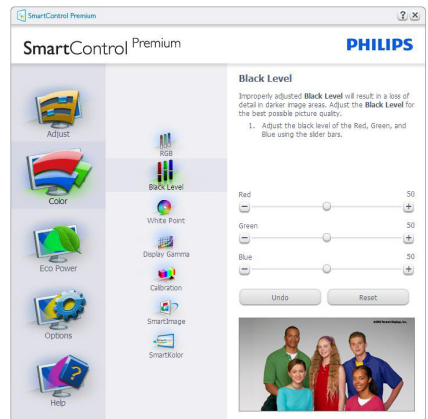 SmartControl Premium
SmartControl Premium
PHILIPS
Adjust
Color
Eco Power
Options
Help
RGB
Black Level
White Point
Display Gamma
Calibration
SmartImage
SmartKolor
Black Level
Improperly adjusted Black Level will result in a loss of
detail in darker image areas. Adjust the Black Level for
the best possible picture quality.
1. Adjust the black level of the Red, Green, and
Blue using the slider bars.
Red 50
Green 50
Blue 50
Undo Reset